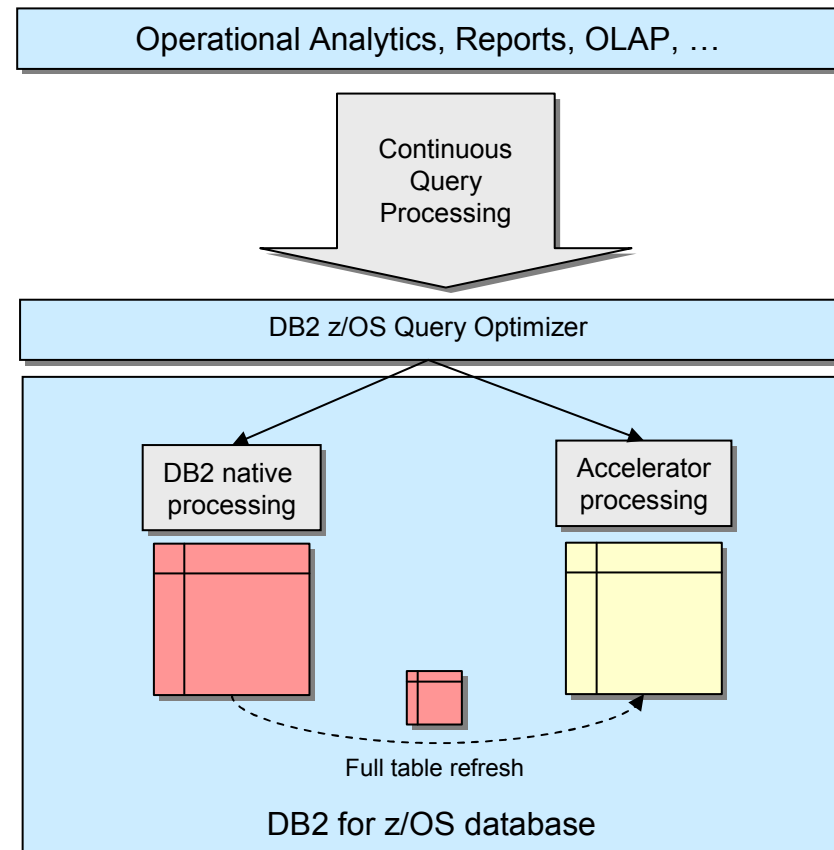 Operational Analytics, Reports, OLAP, …
Continuous
Query
Processing
DB2 z/OS Query Optimizer
DB2 native
processing
Accelerator
processing
Full table refresh
DB2 for z/OS database